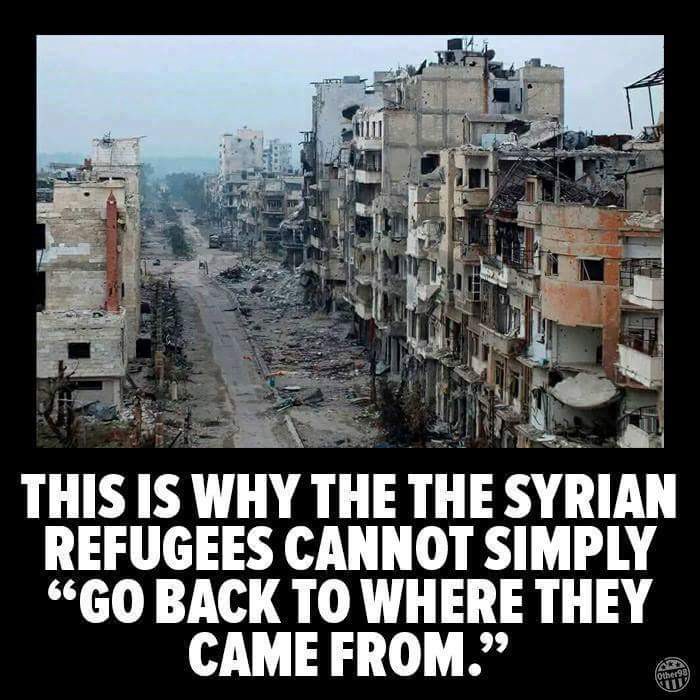 THIS IS WHY THE THE SYRIAN
REFUGEES CANNOT SIMPLY
“GO BACK TO WHERE THEY
CAME FROM.”
Other98